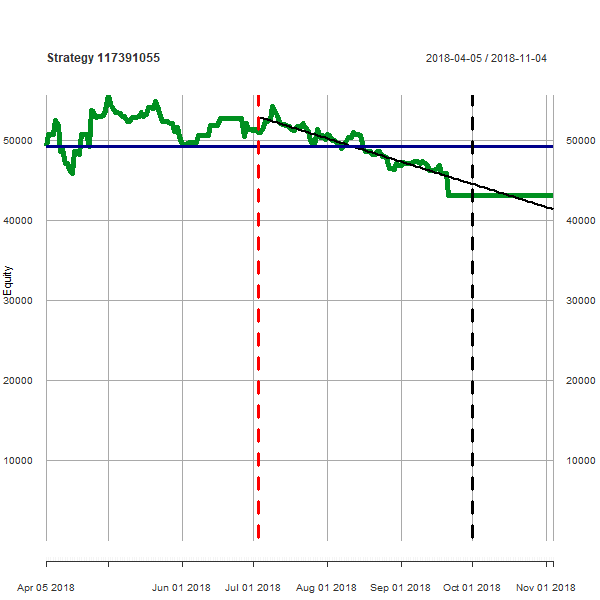 Strategy 117391055
2018-04-05 / 2018-11-04
50000
50000
40000
40000
Equity
30000
30000
20000
20000
10000
10000
Apr 05 2018
Jun 01 2018
Jul 01 2018
Aug 01 2018
Sep 01 2018
Oct 01 2018
Nov 01 2018